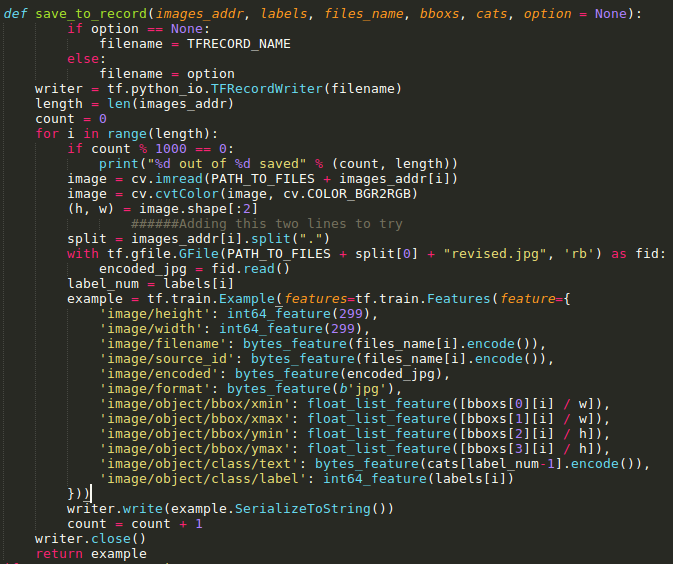 def save_to_record(images_addr, labels, files_name, bboxs, cats, option = None):
        if option == None:
            filename = TFRECORD_NAME
        else:
            filename = option
    writer = tf.python_io.TFRecordWriter(filename)
    length = len(images_addr)
    count = 0
    for i in range(length):
        if count % 1000 == 0:
            print("%d out of %d saved" % (count, length))
        image = cv.imread(PATH_TO_FILES + images_addr[i])
        image = cv.cvtColor(image, cv.COLOR_BGR2RGB)
        (h, w) = image.shape[:2]
                ######Adding this two lines to try
        split = images_addr[i].split(".")
        with tf.gfile.GFile(PATH_TO_FILES + split[0] + "revised.jpg", 'rb') as fid:
            encoded_jpg = fid.read()
        label_num = labels[i]
        example = tf.train.Example(features=tf.train.Features(feature={
            'image/height': int64_feature(299),
            'image/width': int64_feature(299),
            'image/filename': bytes_feature(files_name[i].encode()),
            'image/source_id': bytes_feature(files_name[i].encode()),
            'image/encoded': bytes_feature(encoded_jpg),
            'image/format': bytes_feature(b'jpg'),
            'image/object/bbox/xmin': float_list_feature([bboxs[0][i] / w]),
            'image/object/bbox/xmax': float_list_feature([bboxs[1][i] / w]),
            'image/object/bbox/ymin': float_list_feature([bboxs[2][i] / h]),
            'image/object/bbox/ymax': float_list_feature([bboxs[3][i] / h]),
            'image/object/class/text': bytes_feature(cats[label_num-1].encode()),
            'image/object/class/label': int64_feature(labels[i])
        }))
        writer.write(example.SerializeToString())
        count = count + 1
    writer.close()
    return example